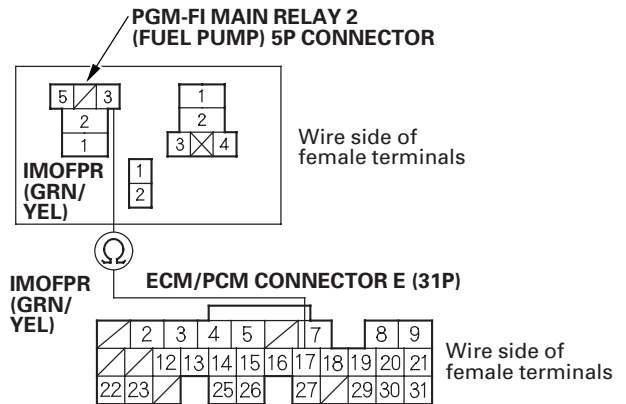 PGM-FI MAIN RELAY 2
(FUEL PUMP) 5P CONNECTOR
5 3
2
1
1
2
3 4
1
2
Wire side of
female terminals
IMOFPR
(GRN/
YEL)
Ω
IMOFPR
(GRN/
YEL)
ECM/PCM CONNECTOR E (31P)
2 3 4 5 7 8 9
12 13 14 15 16 17 18 19 20 21
22 23 25 26 27 29 30 31
Wire side of
female terminals